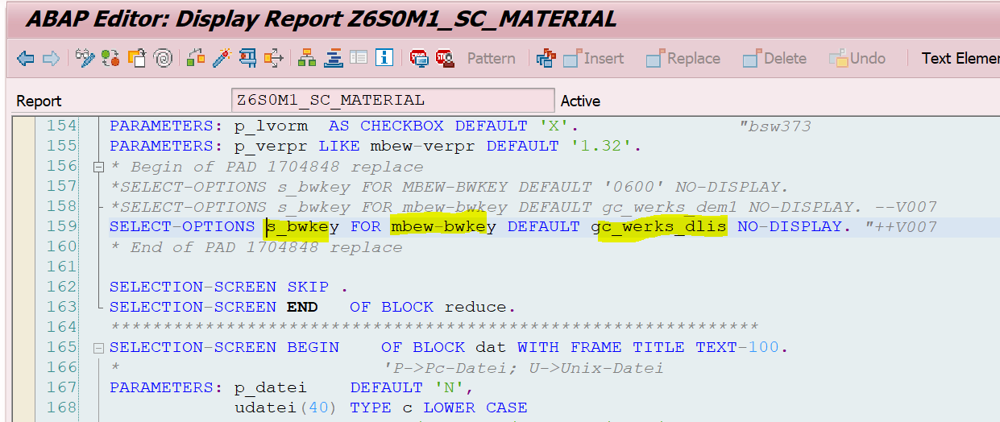 ABAP Editor: Display Report Z6S0M1_SC_MATERIAL
Pattern Insert Replace Delete Undo Text Elemen
Report Z6S0M1_SC_MATERIAL Active
154 PARAMETERS: p_lvorm AS CHECKBOX DEFAULT 'X'. "bsw373
155 PARAMETERS: p_verpr LIKE mbew-verpr DEFAULT '1.32'.
156 * Begin of PAD 1704848 replace
157 *SELECT-OPTIONS s_bwkey FOR MBEW-BWKEY DEFAULT '0600' NO-DISPLAY.
158 *SELECT-OPTIONS s_bwkey FOR mbew-bwkey DEFAULT gc_werks_dem1 NO-DISPLAY. --V007
159 SELECT-OPTIONS s_bwkey FOR mbew-bwkey DEFAULT gc_werks_dlis NO-DISPLAY. "++V007
160 * End of PAD 1704848 replace
161
162 SELECTION-SCREEN SKIP .
163 SELECTION-SCREEN END OF BLOCK reduce.
164 ***************************************************************
165 SELECTION-SCREEN BEGIN OF BLOCK dat WITH FRAME TITLE TEXT-100.
166 * 'P->Pc-Datei; U->Unix-Datei
167 PARAMETERS: p_datei DEFAULT 'N',
168 udatei(40) TYPE c LOWER CASE